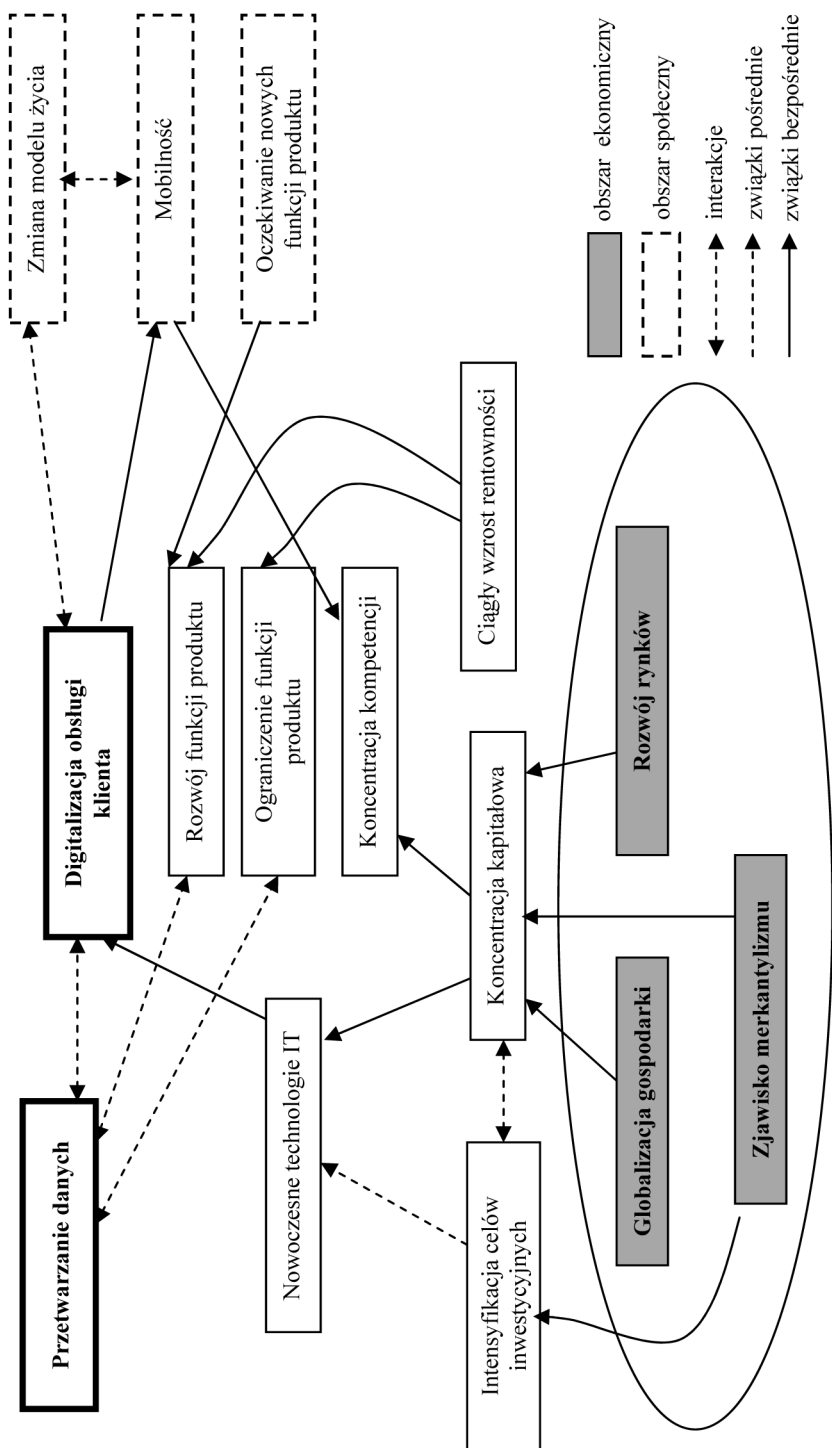 Przetwarzanie danych
Digitalizacja obsługi
klienta
Zmiana modelu życia
Mobilność
Oczekiwanie nowych
funkcji produktu
Rozwój funkcji produktu
Ograniczenie funkcji
produktu
Nowoczesne technologie IT
Koncentracja kompetencji
Intensyfikacja celów
inwestycyjnych
Koncentracja kapitałowa
Ciągły wzrost rentowności
Globalizacja gospodarki
Rozwój rynków
Zjawisko merkantylizmu
obszar ekonomiczny
obszar społeczny
interakcje
związki pośrednie
związki bezpośrednie